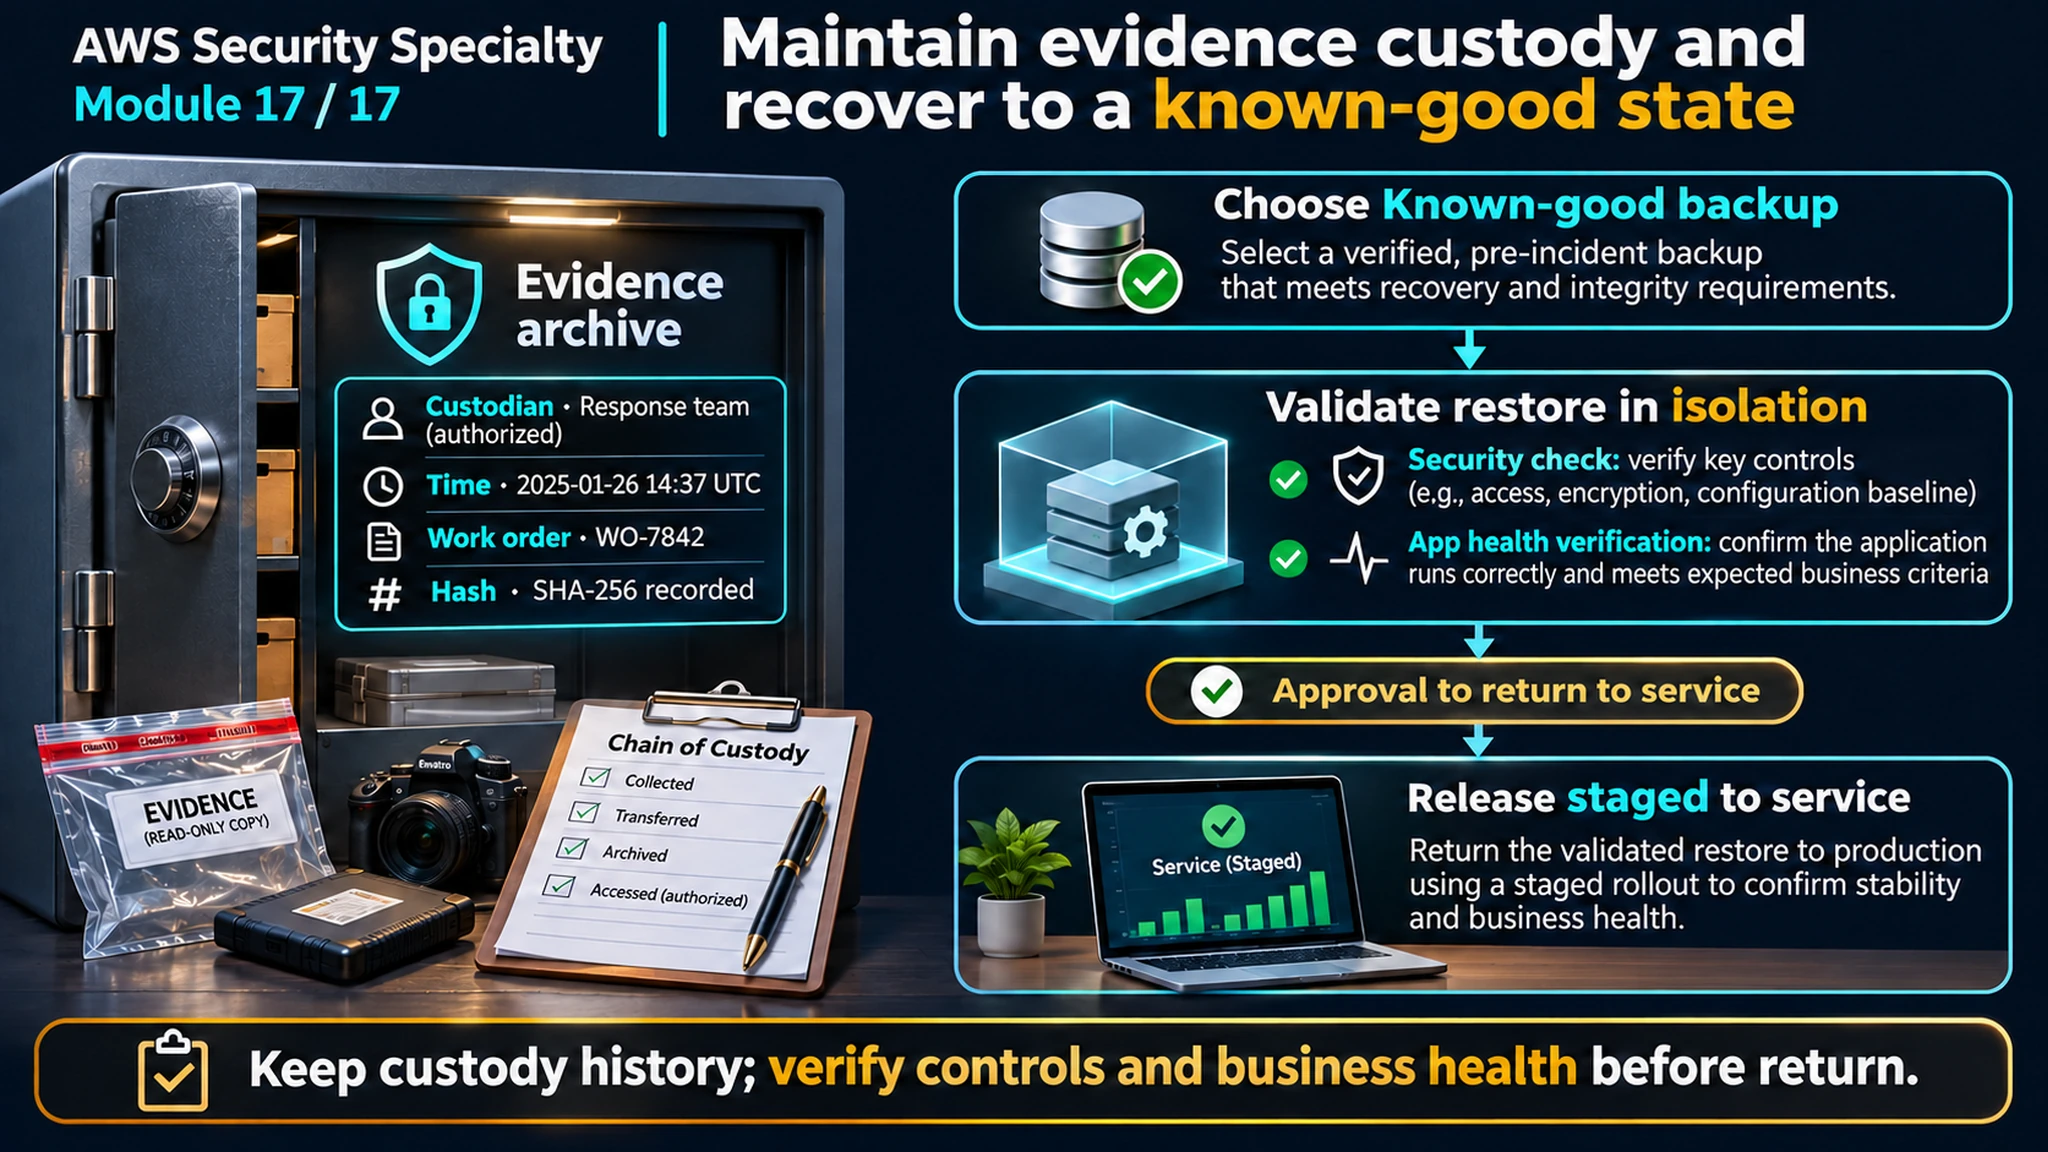 AWS Security Specialty
Module 17 / 17
Maintain evidence custody and
recover to a known-good state
Evidence
archive
Custodian · Response team
(authorized)
Time · 2025-01-26 14:37 UTC
Work order · WO-7842
Hash · SHA-256 recorded
EVIDENCE
(READ-ONLY COPY)
Chain of Custody
Collected
Transferred
Archived
Accessed (authorized)
Choose Known-good backup
Select a verified, pre-incident backup
that meets recovery and integrity requirements.
Validate restore in isolation
Security check: verify key controls
(e.g., access, encryption, configuration baseline)
App health verification: confirm the application
runs correctly and meets expected business criteria
Approval to return to service
Service (Staged)
Release staged to service
Return the validated restore to production
using a staged rollout to confirm stability
and business health.
Keep custody history; verify controls and business health before return.